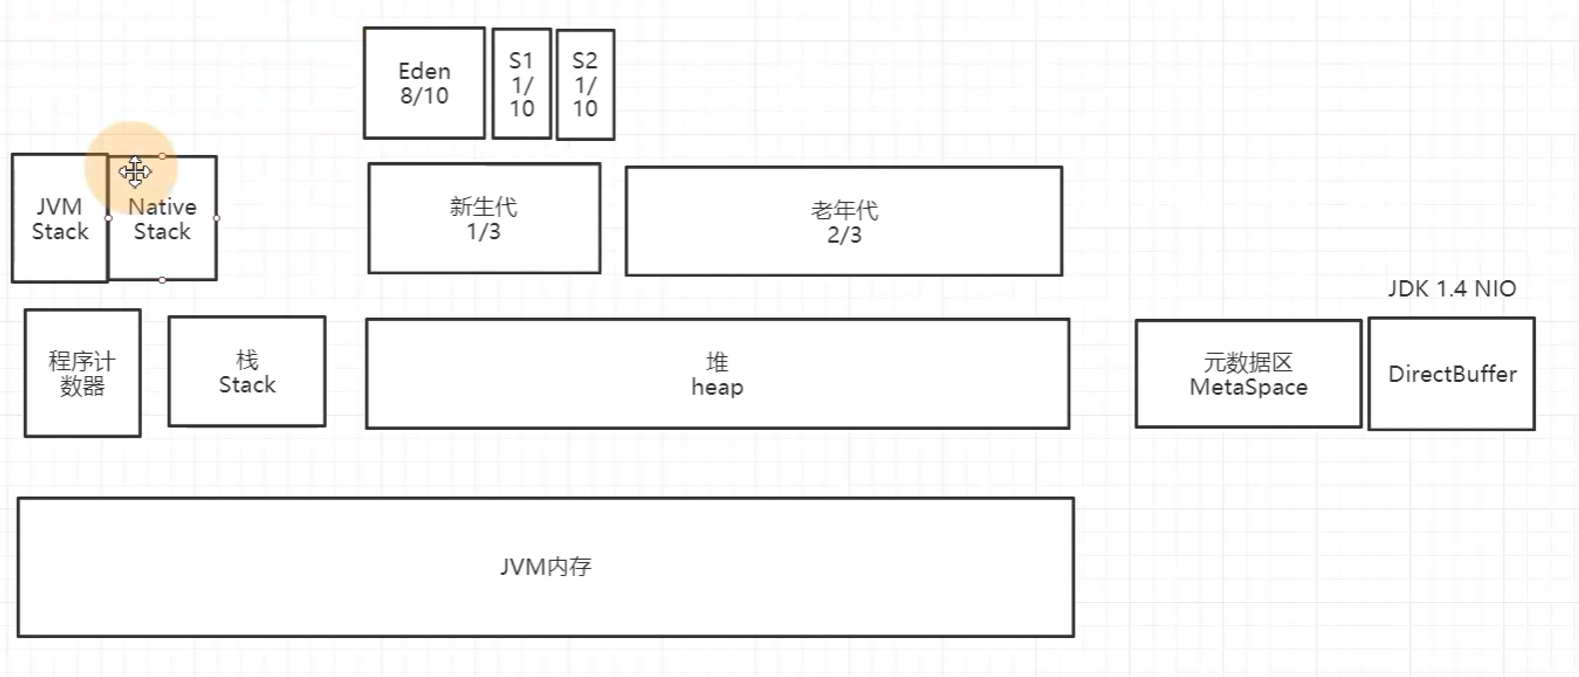 Eden
8/10
S1
1/
10
S2
1/
10
JVM
Stack
Native
Stack
新生代
1/3
老年代
2/3
JDK 1.4 NIO
程序计
数器
栈
Stack
堆
heap
元数据区
MetaSpace
DirectBuffer
JVM内存